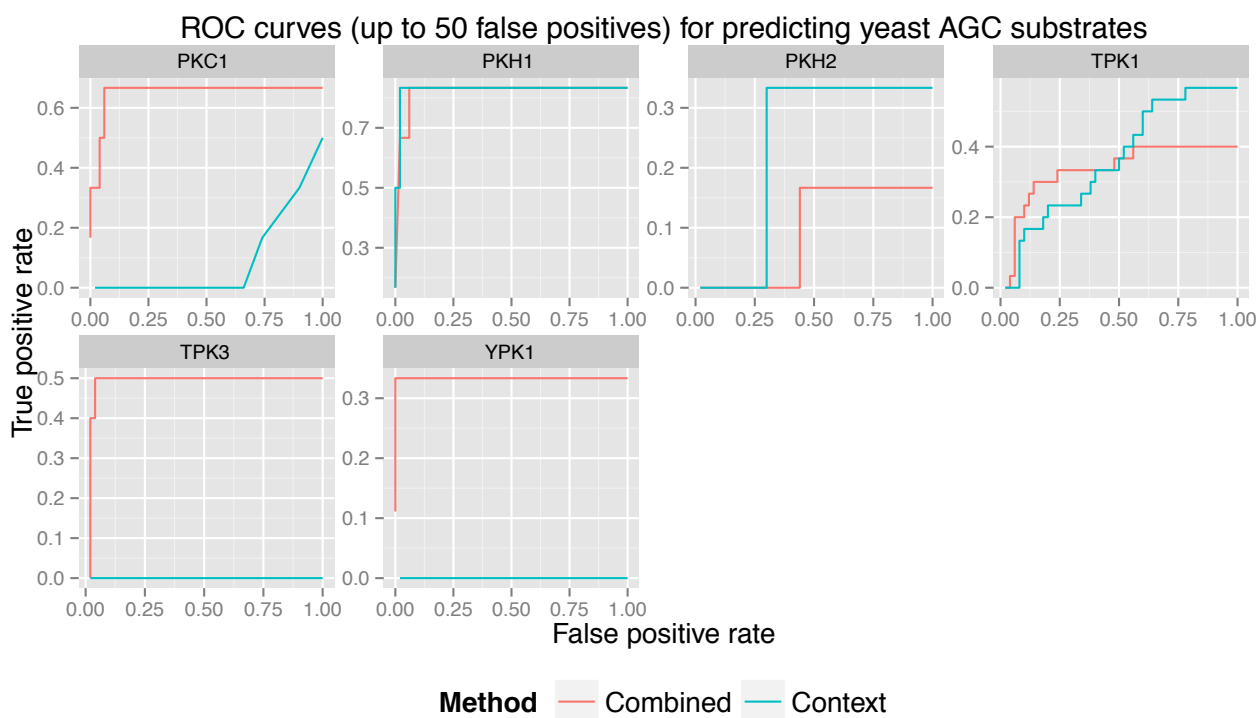 ROC curves (up to 50 false positives) for predicting yeast AGC substrates
PKC1 PKH1 PKH2 TPK1
0.6 0.4 0.2 0.0
0.7 0.5 0.3
0.3 0.2 0.1 0.0
0.4 0.2 0.0
0.00 0.25 0.50 0.75 1.00 0.00 0.25 0.50 0.75 1.00 0.00 0.25 0.50 0.75 1.00 0.00 0.25 0.50 0.75 1.00
True positive rate
TPK3 YPK1
0.5 0.4 0.3 0.2 0.1 0.0
0.3 0.2 0.1 0.0
0.00 0.25 0.50 0.75 1.00 0.00 0.25 0.50 0.75 1.00
False positive rate
Method Combined Context